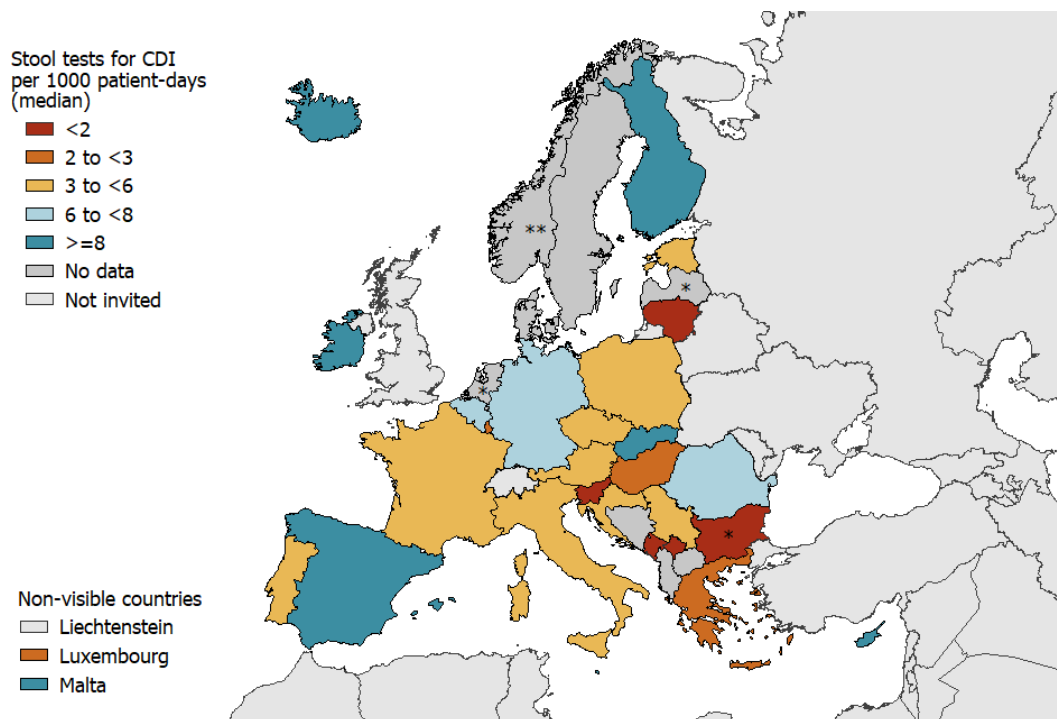 Stool tests for CDI
per 1000 patient-days
(median)
<2
2 to <3
3 to <6
6 to <8
>=8
No data
Not invited
**
*
*
*
Non-visible countries
Liechtenstein
Luxembourg
Malta